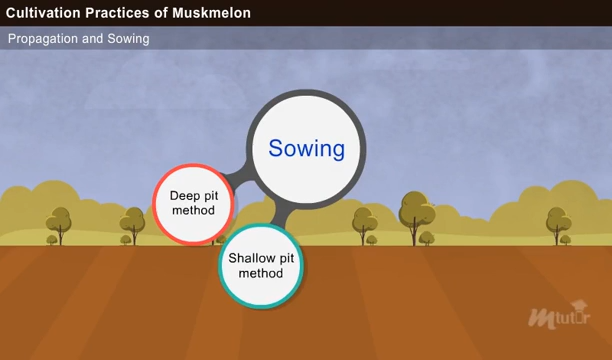 Cultivation Practices of Muskmelon
Propagation and Sowing
Sowing
Deep pit
method
Shallow pit
method
Mtutor